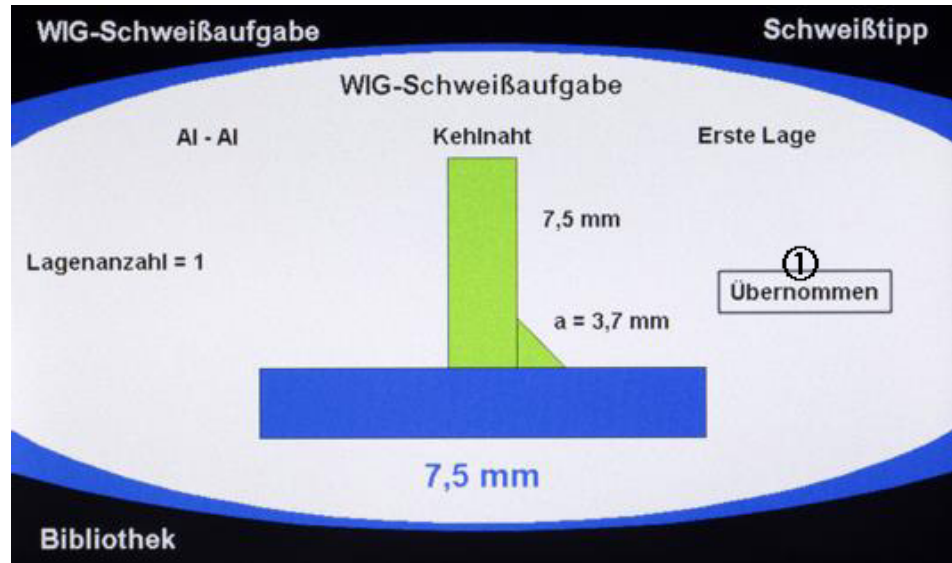 WIG-Schweißaufgabe
Schweißtipp
WIG-Schweißaufgabe
Al - Al
Kehlnaht
Erste Lage
7,5 mm
Lagenanzahl = 1
①
Übernommen
a = 3,7 mm
7,5 mm
Bibliothek